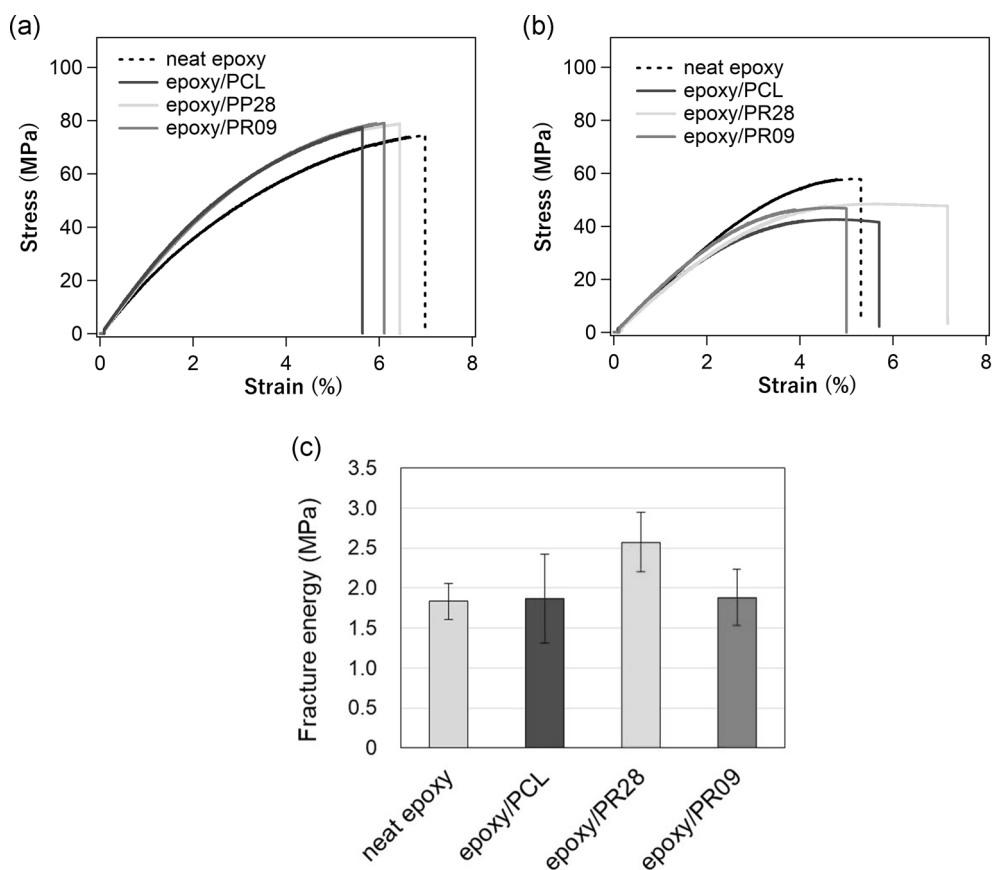 (a)
100
80
60
40
20
0
Stress (MPa)
neat epoxy
epoxy/PCL
epoxy/PP28
epoxy/PR09
0 2 4 6 8
Strain (%)
(b)
100
80
60
40
20
0
Stress (MPa)
neat epoxy
epoxy/PCL
epoxy/PR28
epoxy/PR09
0 2 4 6 8
Strain (%)
(c)
3.5
3.0
2.5
2.0
1.5
1.0
0.5
0
Fracture energy (MPa)
neat epoxy
epoxy/PCL
epoxy/PR28
epoxy/PR09